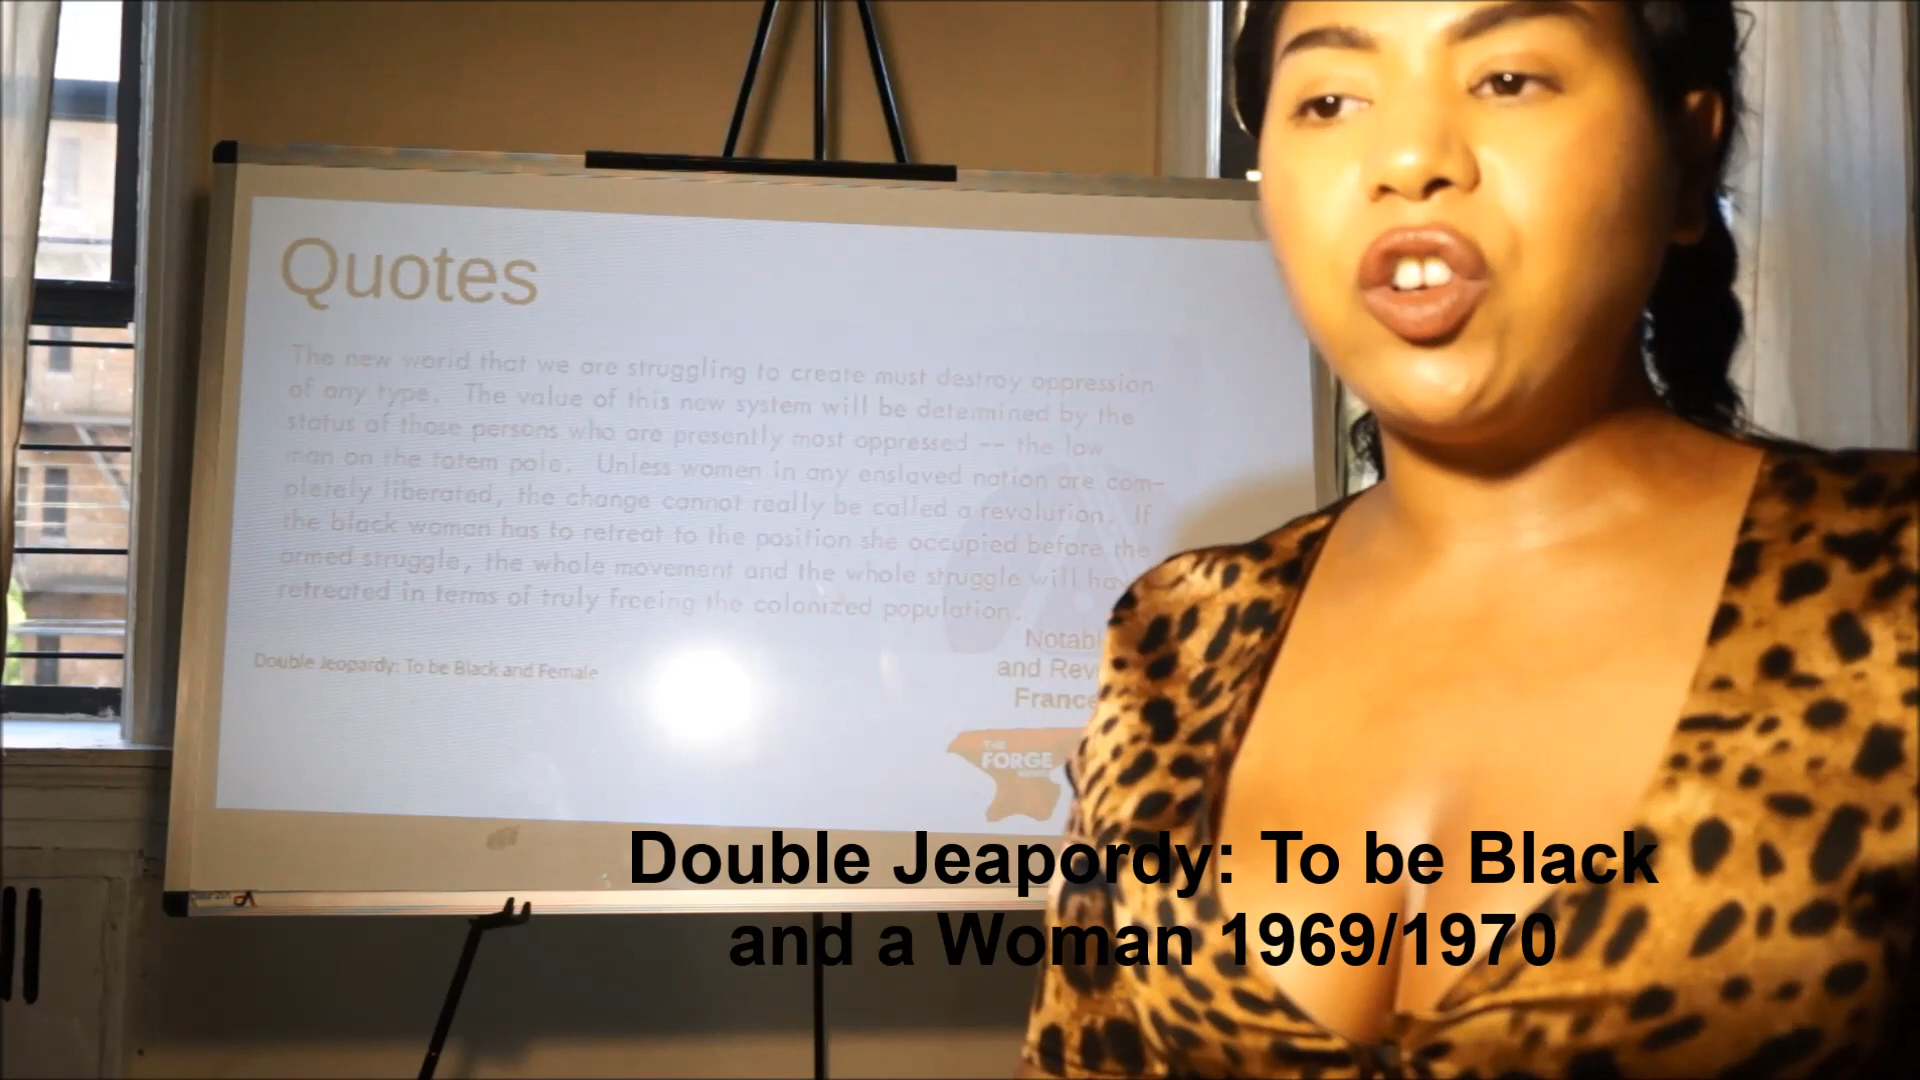 Quotes
The new world that we are struggling to create must destroy oppression
of any type. The value of this new system will be determined by the
status of those persons who are presently most oppressed -- the low
man on the totem pole. Unless women in any enslaved nation are com-
pletely liberated, the change cannot really be called a revolution. If
the black woman has to retreat to the position she occupied before the
armed struggle, the whole movement and the whole struggle will hav
retreated in terms of truly freeing the colonized population.
Notabl
and Rev
Double Jeopardy: To be Black and Female
France
THE
FORGE
NEWS
Double Jeapordy: To be Black
and a Woman 1969/1970